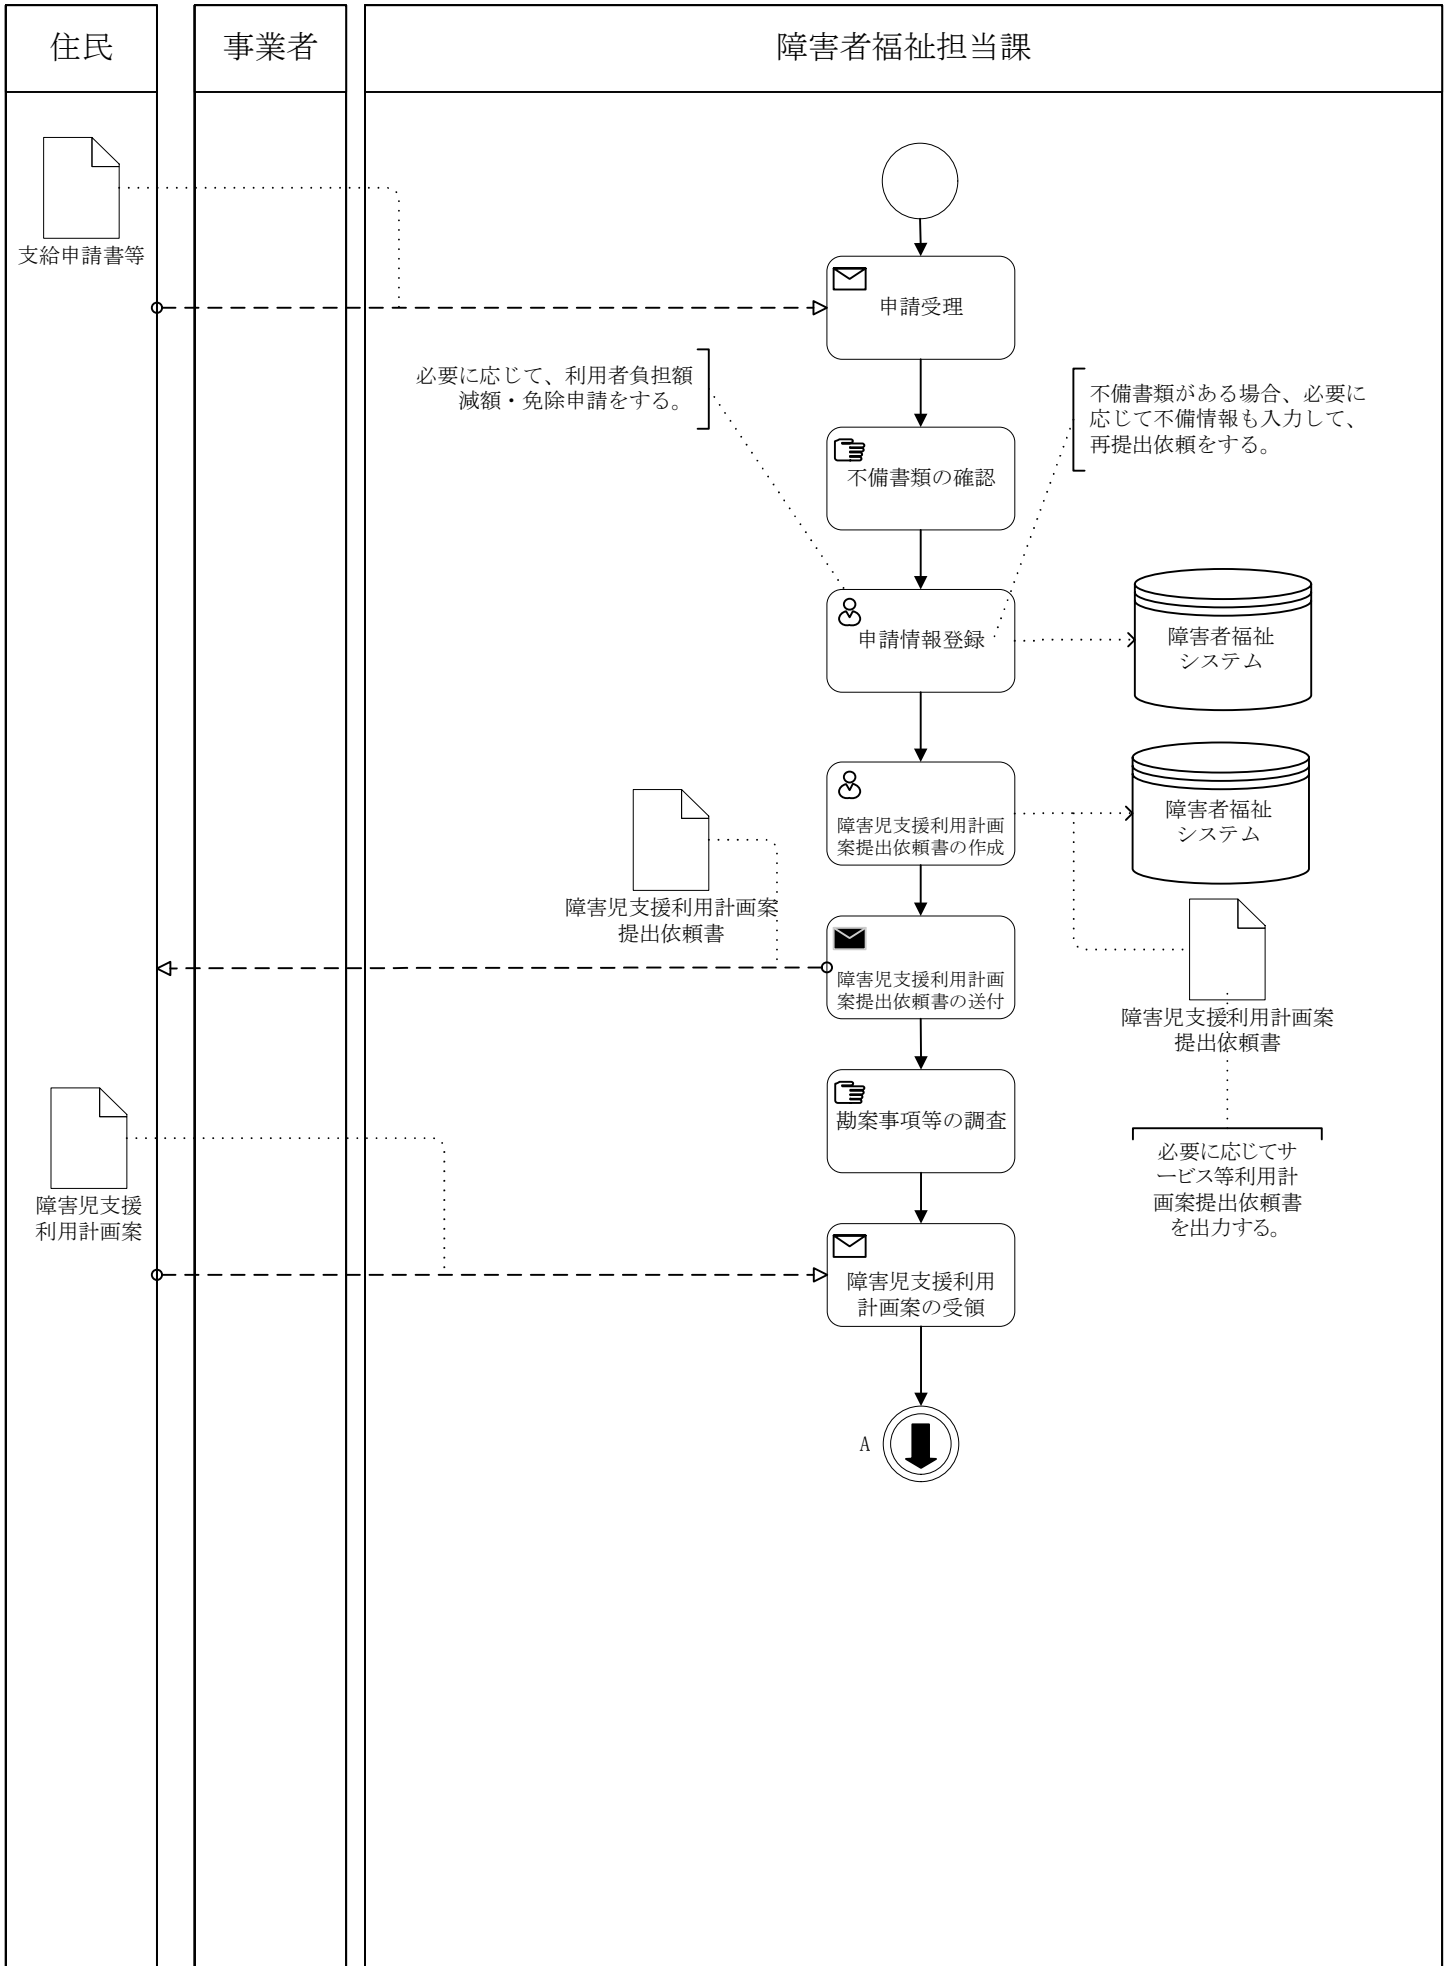 住民
事業者
障害者福祉担当課
支給申請書等
申請受理
必要に応じて、利用者負担額
減額・免除申請をする。
不備書類がある場合、必要に
応じて不備情報も入力して、
再提出依頼をする。
不備書類の確認
申請情報登録
障害者福祉
システム
障害児支援利用計画
案提出依頼書の作成
障害者福祉
システム
障害児支援利用計画案
提出依頼書
障害児支援利用計画
案提出依頼書の送付
障害児支援利用計画案
提出依頼書
勘案事項等の調査
必要に応じてサ
ービス等利用計
画案提出依頼書
を出力する。
障害児支援
利用計画案
障害児支援利用
計画案の受領
A